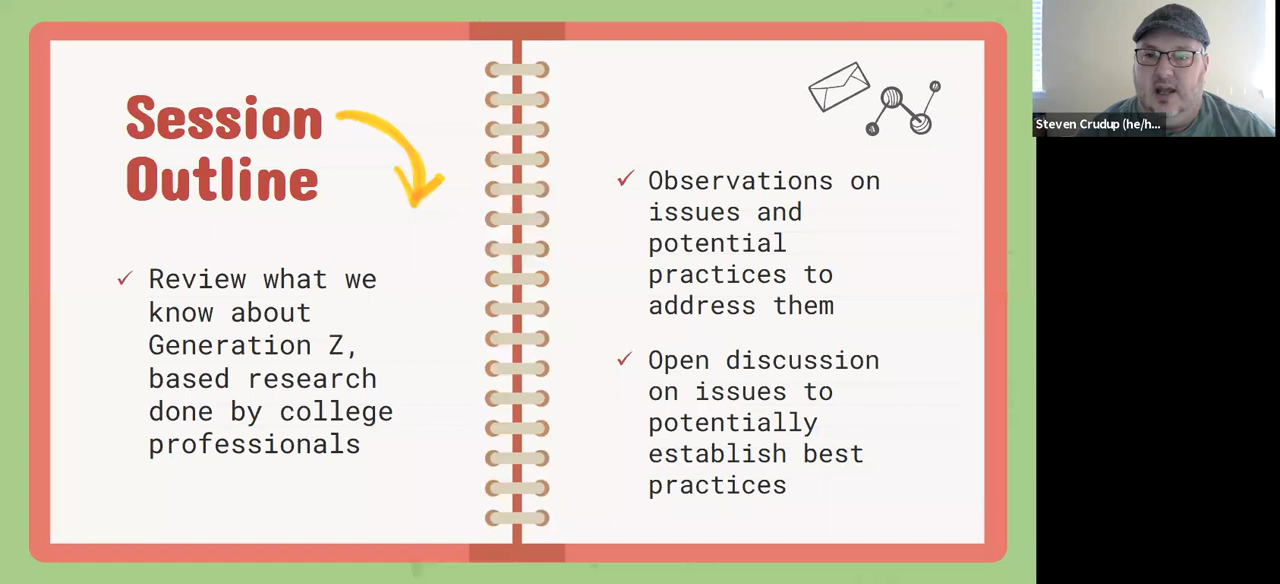 Session
Outline
✓ Review what we
know about
Generation Z,
based research
done by college
professionals
✓ Observations on
issues and
potential
practices to
address them
✓ Open discussion
on issues to
potentially
establish best
practices
Steven Crudup (he/h...